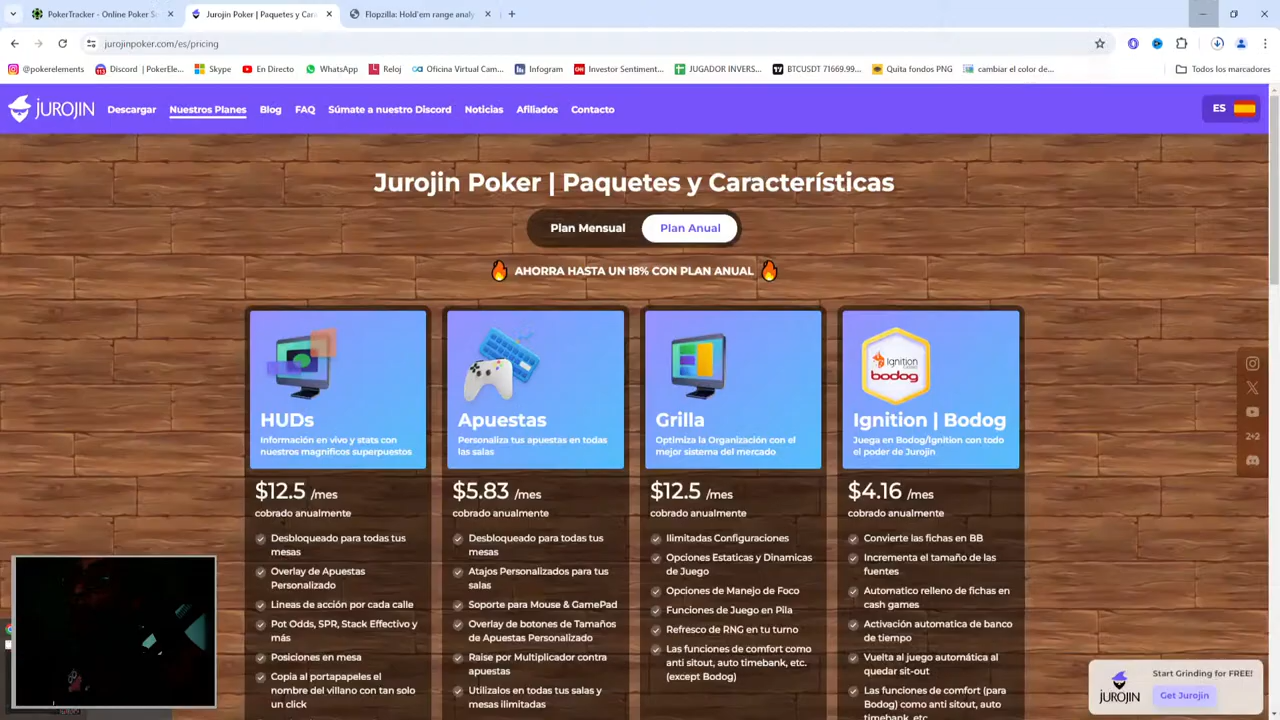 PokerTracker - Online Poker So
Jurojin Poker | Paquetes y Cara
Flopzilla: Hold'em range analy
jurojinpoker.com/es/pricing
@pokerelements
Discord | PokerEle...
Skype
En Directo
WhatsApp
Reloj
Oficina Virtual Cam...
Infogram
Investor Sentiment...
JUGADOR INVERS...
BTCUSDT 71669.99...
Quita fondos PNG
cambiar el color de...
Todos los marcadores
JUROJIN
Descargar
Nuestros Planes
Blog
FAQ
Súmate a nuestro Discord
Noticias
Afiliados
Contacto
ES
Jurojin Poker | Paquetes y Características
Plan Mensual
Plan Anual
AHORRA HASTA UN 18% CON PLAN ANUAL
HUDs
Información en vivo y stats con
nuestros magnificos superpuestos
$12.5 /mes
cobrado anualmente
Desbloqueado para todas tus
mesas
Overlay de Apuestas
Personalizado
Lineas de acción por cada calle
Pot Odds, SPR, Stack Effectivo y
más
Posiciones en mesa
Copia al portapapeles el
nombre del villano con tan solo
un click
Apuestas
Personaliza tus apuestas en todas
las salas
$5.83 /mes
cobrado anualmente
Desbloqueado para todas tus
mesas
Atajos Personalizados para tus
salas
Soporte para Mouse & GamePad
Overlay de botones de Tamaños
de Apuestas Personalizado
Raise por Multiplicador contra
apuestas
Utilizalos en todas tus salas y
mesas ilimitadas
Grilla
Optimiza la Organización con el
mejor sistema del mercado
$12.5 /mes
cobrado anualmente
Ilimitadas Configuraciones
Opciones Estaticas y Dinamicas
de Juego
Opciones de Manejo de Foco
Funciones de Juego en Pila
Refresco de RNG en tu turno
Las funciones de comfort como
anti sitout, auto timebank, etc.
(except Bodog)
Ignition
CASINO
bodog
Ignition | Bodog
Juega en Bodog/Ignition con todo
el poder de Jurojin
$4.16 /mes
cobrado anualmente
Convierte las fichas en BB
Incrementa el tamaño de las
fuentes
Automatico relleno de fichas en
cash games
Activación automatica de banco
de tiempo
Vuelta al juego automática al
quedar sit-out
Las funciones de comfort (para
Bodog) como anti sitout, auto
timebank, etc
2+2
JUROJIN
Start Grinding for FREE!
Get Jurojin